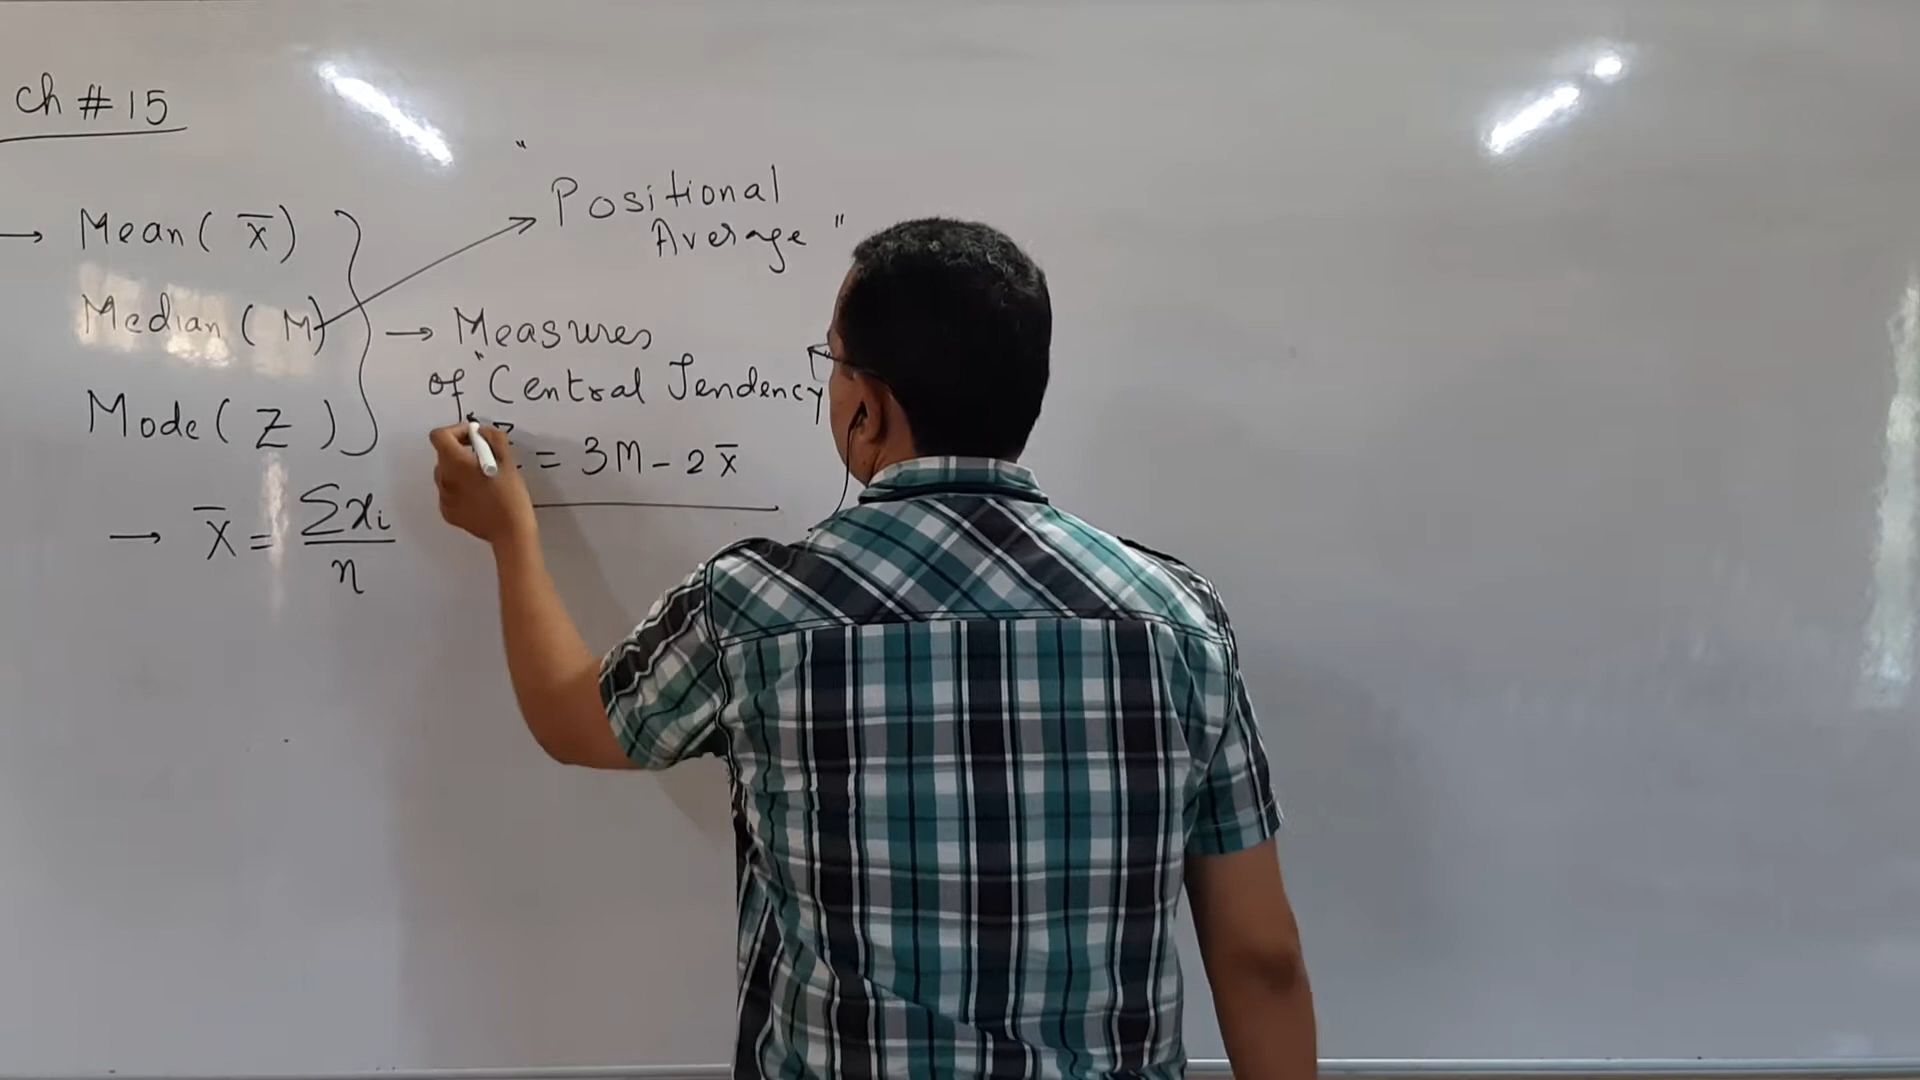 Ch # 15
→ Mean ( x̄ )
Median ( M )
Mode ( Z )
" Positional
Average "
→ Measures
of "Central Tendency
Z = 3M - 2x̄
→ x̄ = Σxi / n